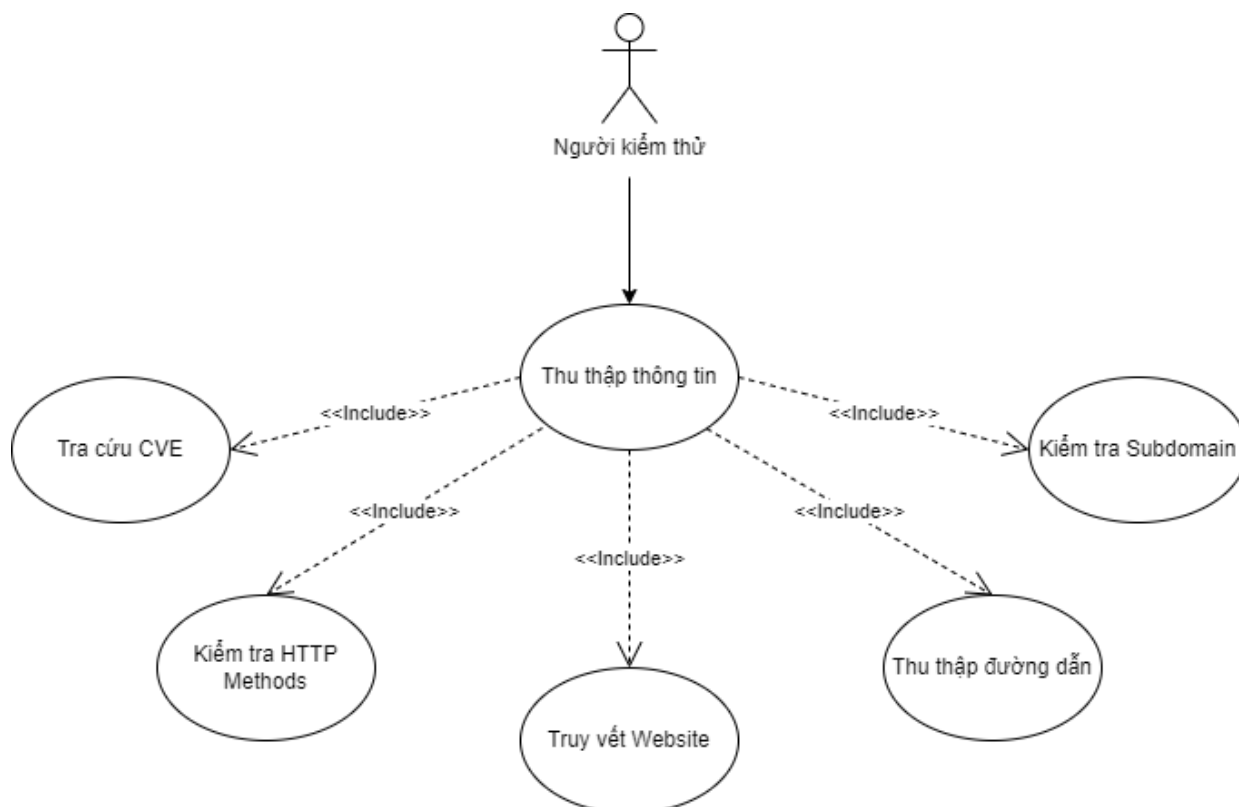 Người kiểm thử
Thu thập thông tin
<<Include>>
<<Include>>
Tra cứu CVE
Kiểm tra Subdomain
<<Include>>
<<Include>>
<<Include>>
Kiểm tra HTTP
Methods
Thu thập đường dẫn
Truy vết Website